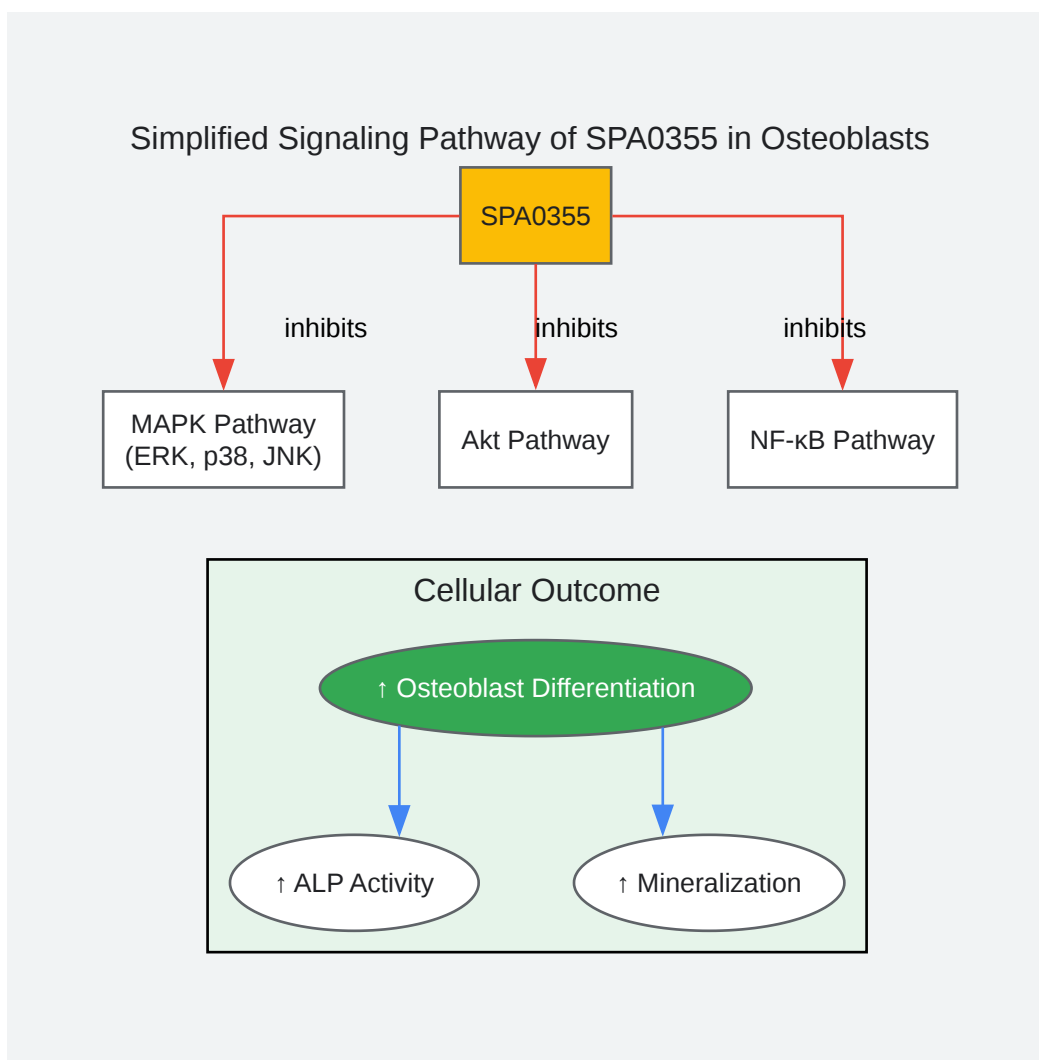 Simplified Signaling Pathway of SPA0355 in Osteoblasts
SPA0355
inhibits
inhibits
inhibits
MAPK Pathway
(ERK, p38, JNK)
Akt Pathway
NF-κB Pathway
Cellular Outcome
↑ Osteoblast Differentiation
↑ ALP Activity
↑ Mineralization